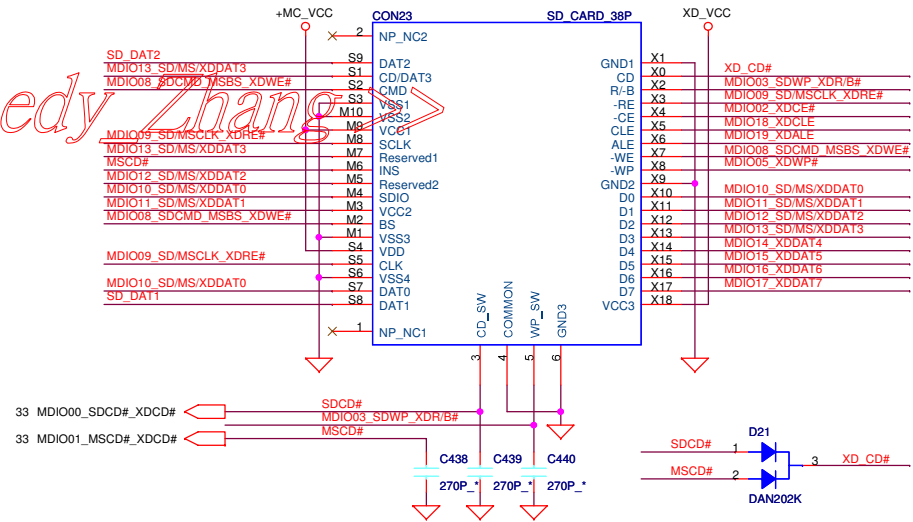 +MC_VCC CON23 SD_CARD_38P XD_VCC
2 NP_NC2
SD_DAT2 S9 DAT2 GND1 X1
MDIO13_SD/MS/XDDAT3 S1 CD/DAT3 CD X0 XD_CD#
MDIO08_SDCMD_MSBS_XDWE# S2 CMD R/-B X2 MDIO03_SDWP_XDR/B#
S3 VSS1 -RE X3 MDIO09_SD/MSCLK_XDRE#
M10 VSS2 -CE X4 MDIO02_XDCE#
edy_Zhang
M9 VCC1 CLE X5 MDIO18_XDCLE
MDIO09_SD/MSCLK_XDRE# M8 SCLK ALE X6 MDIO19_XDALE
MDIO13_SD/MS/XDDAT3 M7 Reserved1 -WE X7 MDIO08_SDCMD_MSBS_XDWE#
MSCD# M6 INS -WP X8 MDIO05_XDWP#
MDIO12_SD/MS/XDDAT2 M5 Reserved2 GND2 X9
MDIO10_SD/MS/XDDAT0 M4 SDIO D0 X10 MDIO10_SD/MS/XDDAT0
MDIO11_SD/MS/XDDAT1 M3 VCC2 D1 X11 MDIO11_SD/MS/XDDAT1
MDIO08_SDCMD_MSBS_XDWE# M2 BS D2 X12 MDIO12_SD/MS/XDDAT2
M1 VSS3 D3 X13 MDIO13_SD/MS/XDDAT3
S4 VDD D4 X14 MDIO14_XDDAT4
MDIO09_SD/MSCLK_XDRE# S5 CLK D5 X15 MDIO15_XDDAT5
S6 VSS4 D6 X16 MDIO16_XDDAT6
MDIO10_SD/MS/XDDAT0 S7 DAT0 D7 X17 MDIO17_XDDAT7
SD_DAT1 S8 DAT1 VCC3 X18
1 NP_NC1
CD_SW COMMON WP_SW GND3
3 4 5 6
33 MDIO00_SDCD#_XDCD# SDCD#
MDIO03_SDWP_XDR/B#
33 MDIO01_MSCD#_XDCD# MSCD#
C438 C439 C440
270P_* 270P_* 270P_*
D21
SDCD# 1
3 XD_CD#
MSCD# 2
DAN202K